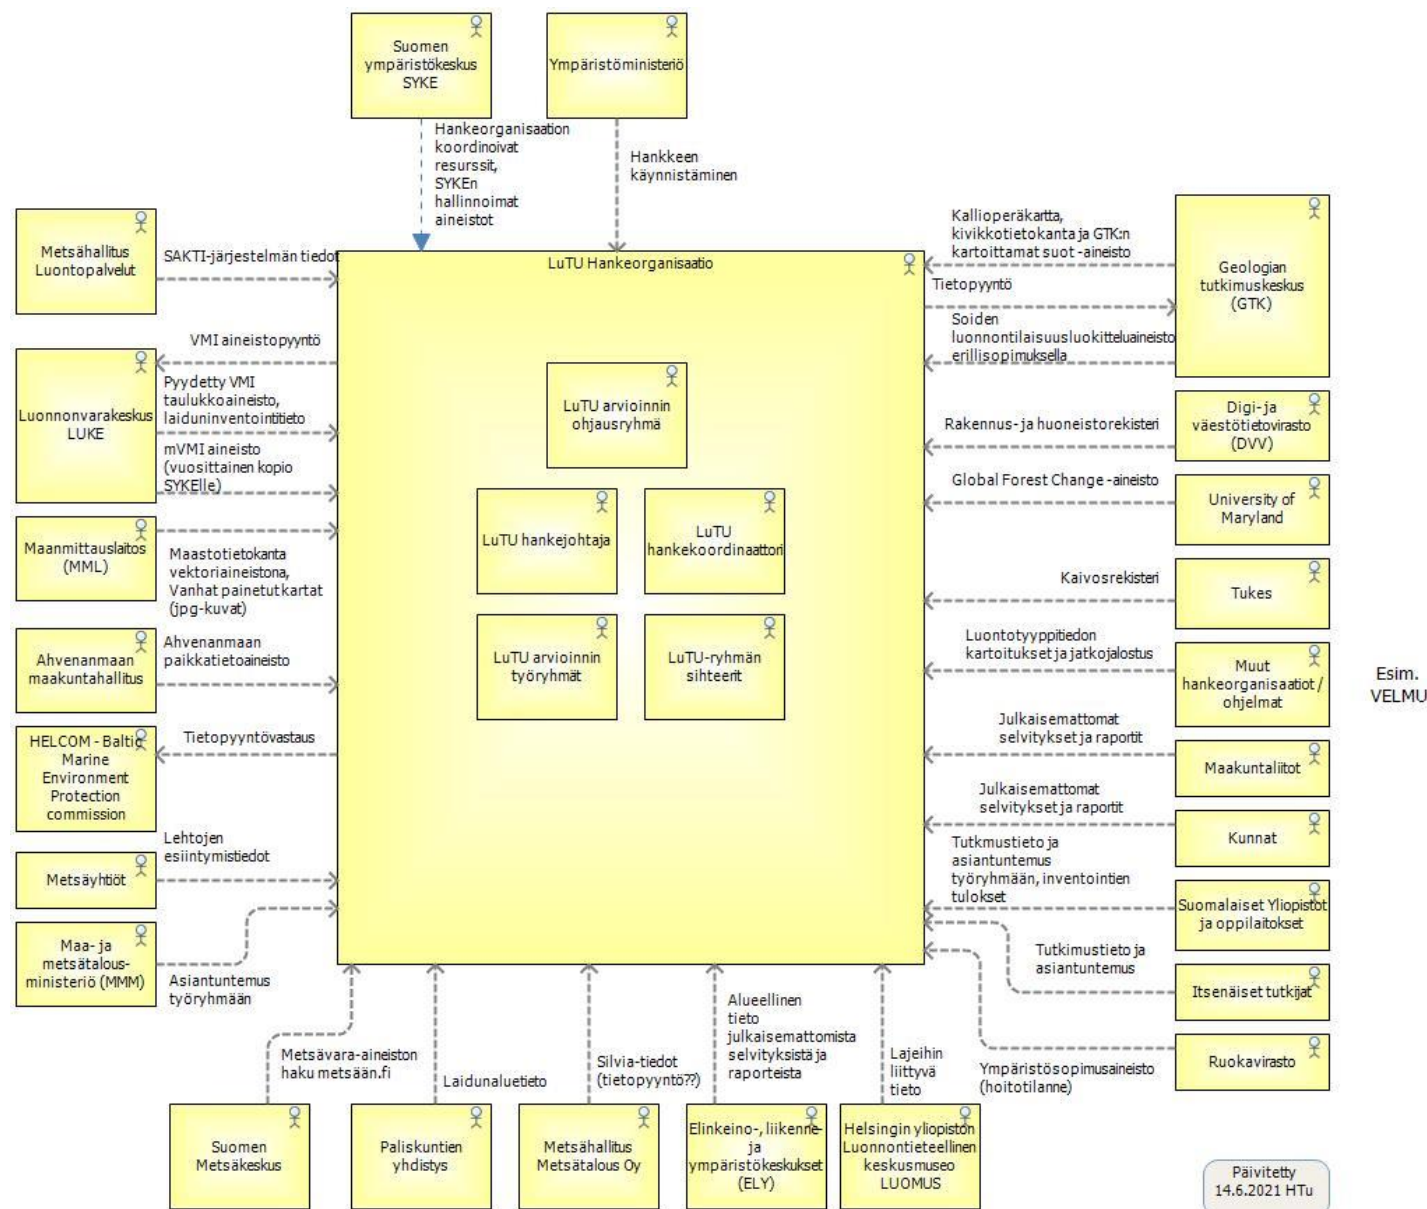 Suomen
ympäristökeskus
SYKE
Ympäristöministeriö
Hankeorganisaation
koordinoivat
resurssit,
SYKEn
hallinnoimat
aineistot
Hankkeen
käynnistäminen
Metsähallitus
Luontopalvelut
SAKTI-järjestelmän tiedot
LuTU Hankeorganisaatio
Kallioperäkartta,
kivikkotietokanta ja GTK:n
kartoittamat suot -aineisto
Tietopyyntö
Soiden
luonnontilaisuusluokitteluaineisto
erillisopimuksella
Geologian
tutkimuskeskus
(GTK)
VMI aineistopyyntö
Pyydetty VMI
taulukkoaineisto,
laiduninventointitieto
mVMI aineisto
(vuosittainen kopio
SYKElle)
Luonnonvarakeskus
LUKE
LuTU arvioinnin
ohjausryhmä
Rakennus- ja huoneistorekisteri
Digi- ja
väestötietovirasto
(DVV)
Global Forest Change -aineisto
University of
Maryland
Maanmittauslaitos
(MML)
Maastotietokanta
vektoriaineistona,
Vanhat painetut kartat
(jpg-kuvat)
LuTU hankejohtaja
LuTU
hankekoordinaattori
Kaivosrekisteri
Tukes
Ahvenanmaan
maakuntahallitus
Ahvenanmaan
paikkatietoaineisto
LuTU arvioinnin
työryhmät
LuTU-ryhmän
sihteerit
Luontotyyppitiedon
kartoitukset ja jatkojalostus
Muut
hankeorganisaatiot /
ohjelmat
Esim.
VELMU
HELCOM - Baltic
Marine
Environment
Protection
commission
Tietopyyntövastaus
Julkaisemattomat
selvitykset ja raportit
Maakuntaliitot
Julkaisemattomat
selvitykset ja raportit
Kunnat
Lehtojen
esiintymistiedot
Metsäyhtiöt
Tutkmustieto ja
asiantuntemus
työryhmään, inventointien
tulokset
Suomalaiset Yliopistot
ja oppilaitokset
Maa- ja
metsätalous-
ministeriö (MMM)
Asiantuntemus
työryhmään
Tutkimustieto ja
asiantuntemus
Itsenäiset tutkijat
Metsävara-aineiston
haku metsään.fi
Laidunaluetieto
Silvia-tiedot
(tietopyyntö??)
Alueellinen
tieto
julkaisemattomista
selvityksistä ja
raporteista
Lajeihin
liittyvä
tieto
Ympäristösopimusaineisto
(hoitotilanne)
Ruokavirasto
Suomen
Metsäkeskus
Paliskuntien
yhdistys
Metsähallitus
Metsätalous Oy
Elinkeino-, liikenne-
ja
ympäristökeskukset
(ELY)
Helsingin yliopiston
Luonnontieteellinen
keskusmuseo
LUOMUS
Päivitetty
14.6.2021 HTu